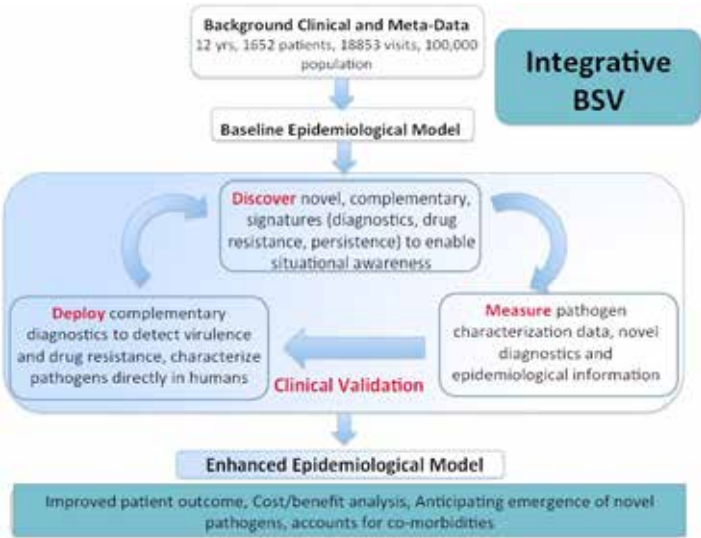 Background Clinical and Meta-Data
12 yrs, 1652 patients, 18853 visits, 100,000
population
Integrative
BSV
Baseline Epidemiological Model
Discover novel, complementary,
signatures (diagnostics, drug
resistance, persistence) to enable
situational awareness
Deploy complementary
diagnostics to detect virulence
and drug resistance, characterize
pathogens directly in humans
Measure pathogen
characterization data, novel
diagnostics and
epidemiological information
Clinical Validation
Enhanced Epidemiological Model
Improved patient outcome, Cost/benefit analysis, Anticipating emergence of novel
pathogens, accounts for co-morbidities